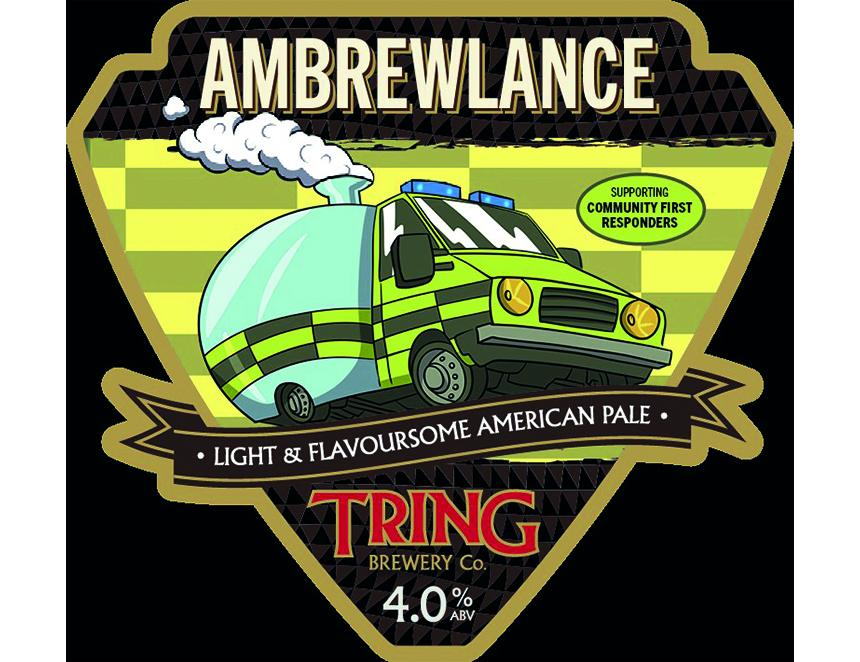 AMBREWLANCE
SUPPORTING
COMMUNITY FIRST
RESPONDERS
• LIGHT & FLAVOURSOME AMERICAN PALE •
TRING
BREWERY Co.
4.0%
ABV